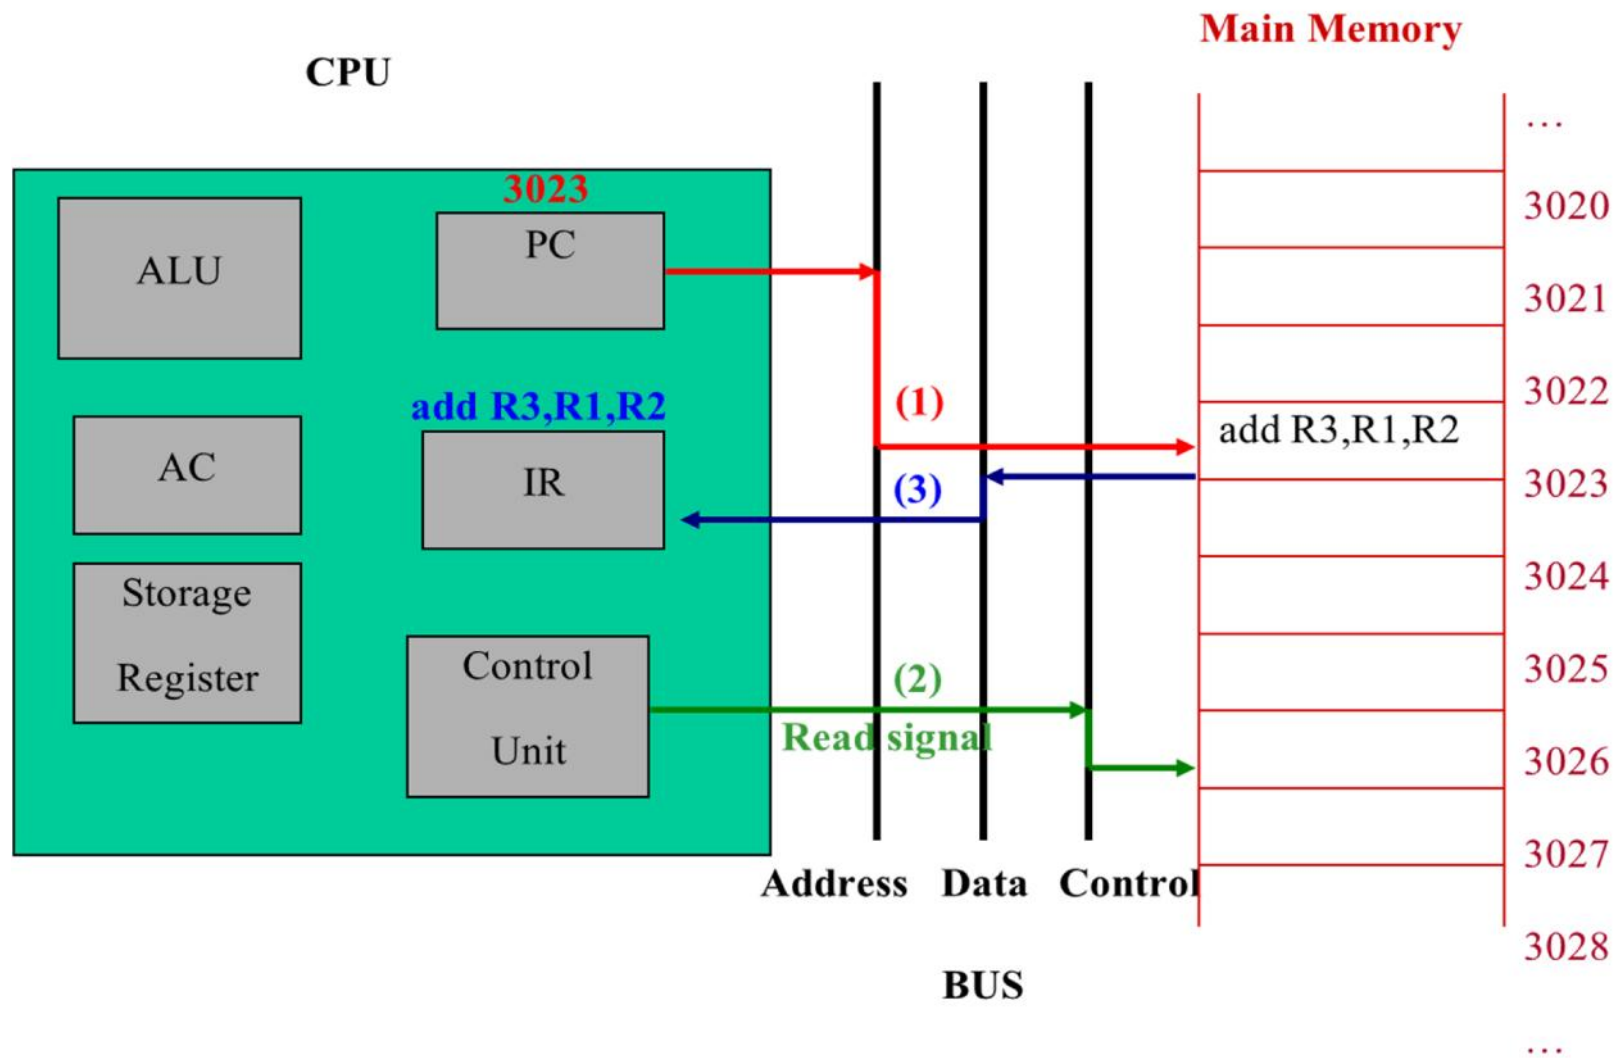 Main Memory
CPU
...
3023
PC
ALU
3020
3021
3022
(1)
add R3,R1,R2
add R3,R1,R2
AC
IR
(3)
3023
3024
Storage
Register
Control
Unit
(2)
Read signal
3025
3026
3027
Address
Data
Control
3028
BUS
...